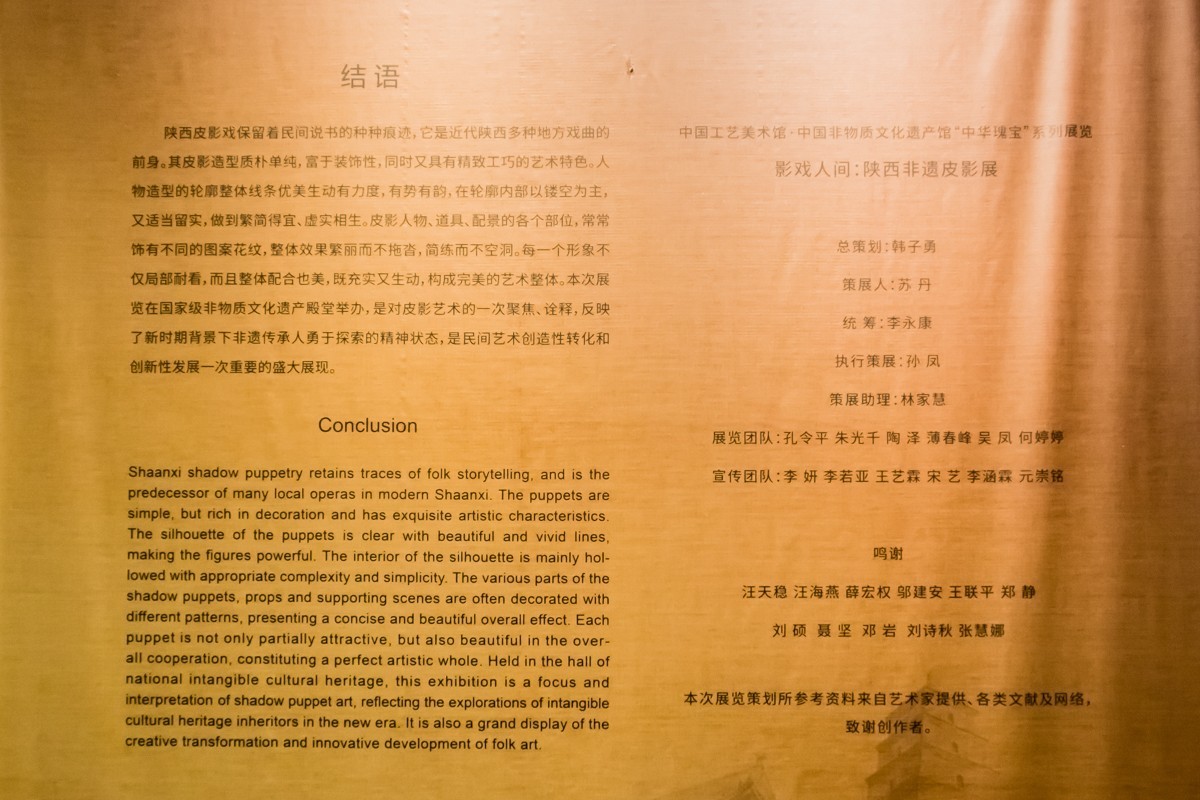 结语
陕西皮影戏保留着民间说书的种种痕迹，它是近代陕西多种地方戏曲的
前身。其皮影造型质朴单纯，富于装饰性，同时又具有精致工巧的艺术特色。人
物造型的轮廓整体线条优美生动有力度，有势有韵，在轮廓内部以镂空为主，
又适当留实，做到繁简得宜、虚实相生。皮影人物、道具、配景的各个部位，常常
饰有不同的图案花纹，整体效果繁丽而不拖沓，简练而不空洞。每一个形象不
仅局部耐看，而且整体配合也美，既充实又生动，构成完美的艺术整体。本次展
览在国家级非物质文化遗产殿堂举办，是对皮影艺术的一次聚焦、诠释，反映
了新时期背景下非遗传承人勇于探索的精神状态，是民间艺术创造性转化和
创新性发展一次重要的盛大展现。
Conclusion
Shaanxi shadow puppetry retains traces of folk storytelling, and is the
predecessor of many local operas in modern Shaanxi. The puppets are
simple, but rich in decoration and has exquisite artistic characteristics.
The silhouette of the puppets is clear with beautiful and vivid lines,
making the figures powerful. The interior of the silhouette is mainly hol-
lowed with appropriate complexity and simplicity. The various parts of the
shadow puppets, props and supporting scenes are often decorated with
different patterns, presenting a concise and beautiful overall effect. Each
puppet is not only partially attractive, but also beautiful in the over-
all cooperation, constituting a perfect artistic whole. Held in the hall of
national intangible cultural heritage, this exhibition is a focus and
interpretation of shadow puppet art, reflecting the explorations of intangible
cultural heritage inheritors in the new era. It is also a grand display of the
creative transformation and innovative development of folk art.
中国工艺美术馆·中国非物质文化遗产馆“中华瑰宝”系列展览
影戏人间：陕西非遗皮影展
总策划：韩子勇
策展人：苏 丹
统 筹：李永康
执行策展：孙 凤
策展助理：林家慧
展览团队：孔令平 朱光千 陶 泽 薄春峰 吴 凤 何婷婷
宣传团队：李 妍 李若亚 王艺霖 宋 艺 李涵霖 元崇铭
鸣谢
汪天稳 汪海燕 薛宏权 邬建安 王联平 郑 静
刘 硕 聂 坚 邓 岩 刘诗秋 张慧娜
本次展览策划所参考资料来自艺术家提供、各类文献及网络，
致谢创作者。